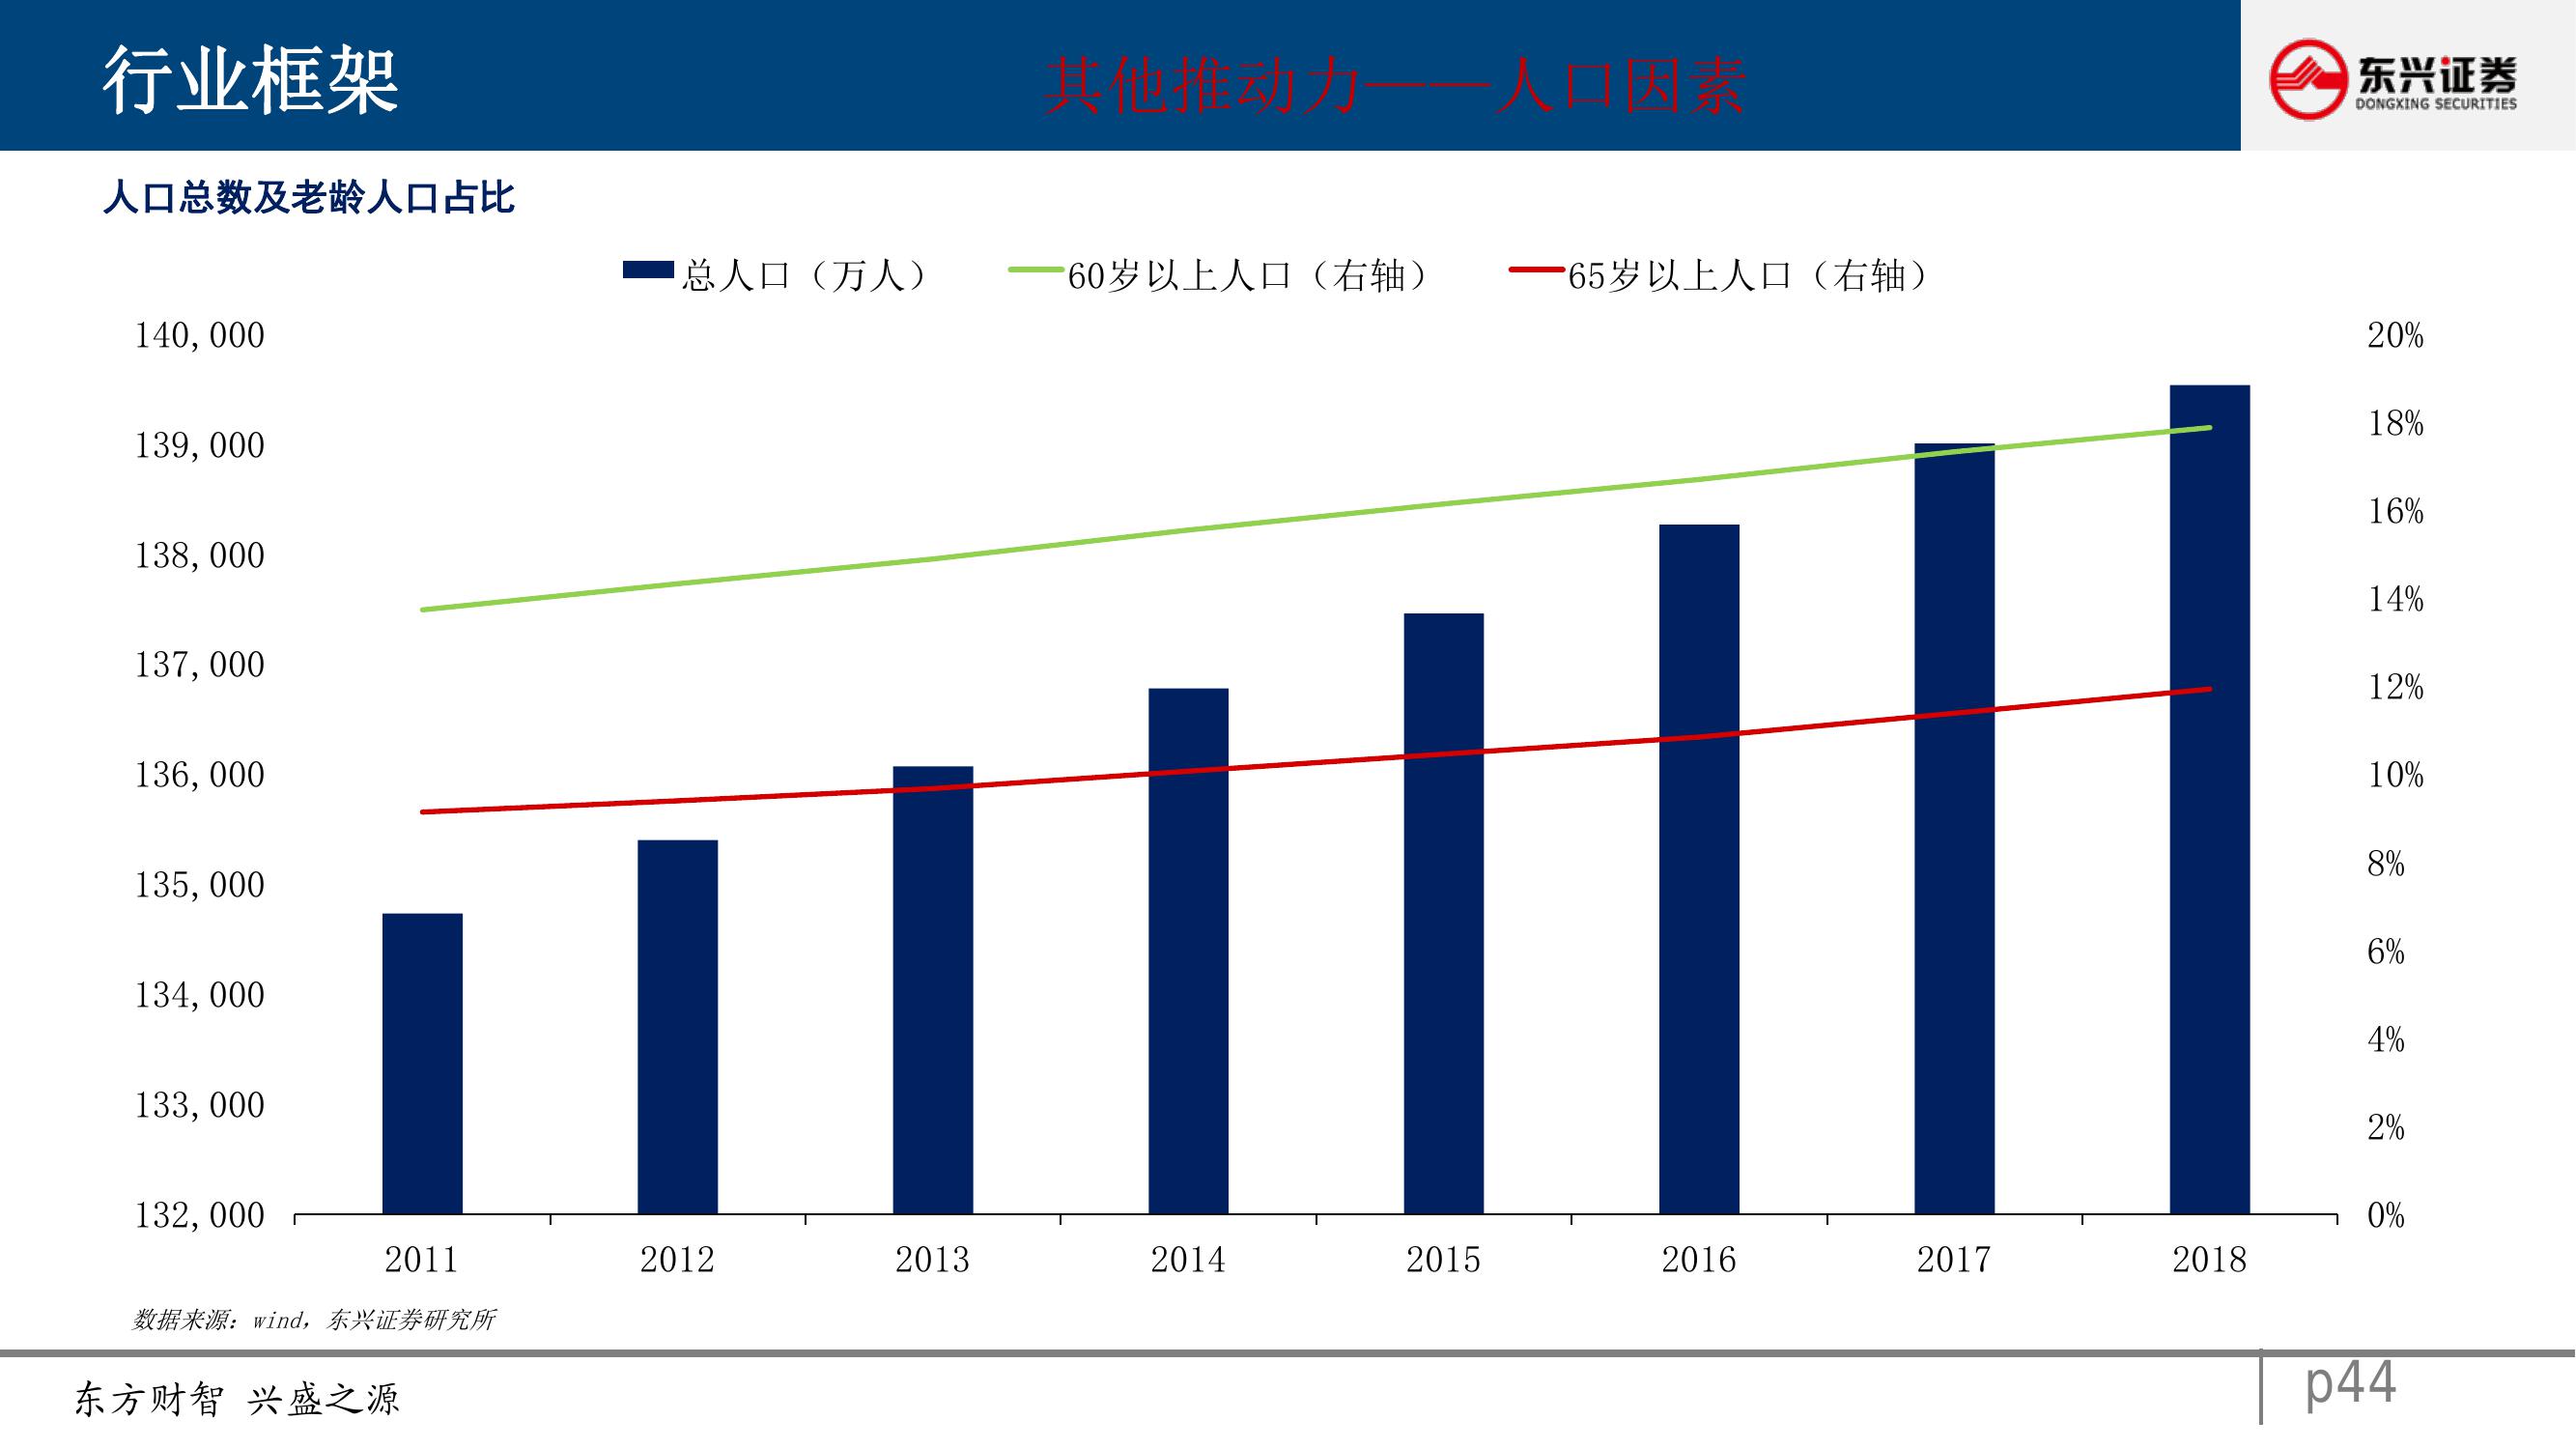 行业框架
其他推动力——人口因素
东兴证券
DONGXING SECURITIES
人口总数及老龄人口占比
总人口（万人） 60岁以上人口（右轴） 65岁以上人口（右轴）
140,000 20%
139,000 18%
138,000 16%
137,000 14%
136,000 12%
135,000 10%
134,000 8%
133,000 6%
132,000 4%
2%
0%
2011 2012 2013 2014 2015 2016 2017 2018
数据来源：wind，东兴证券研究所
东方财智 兴盛之源
p44